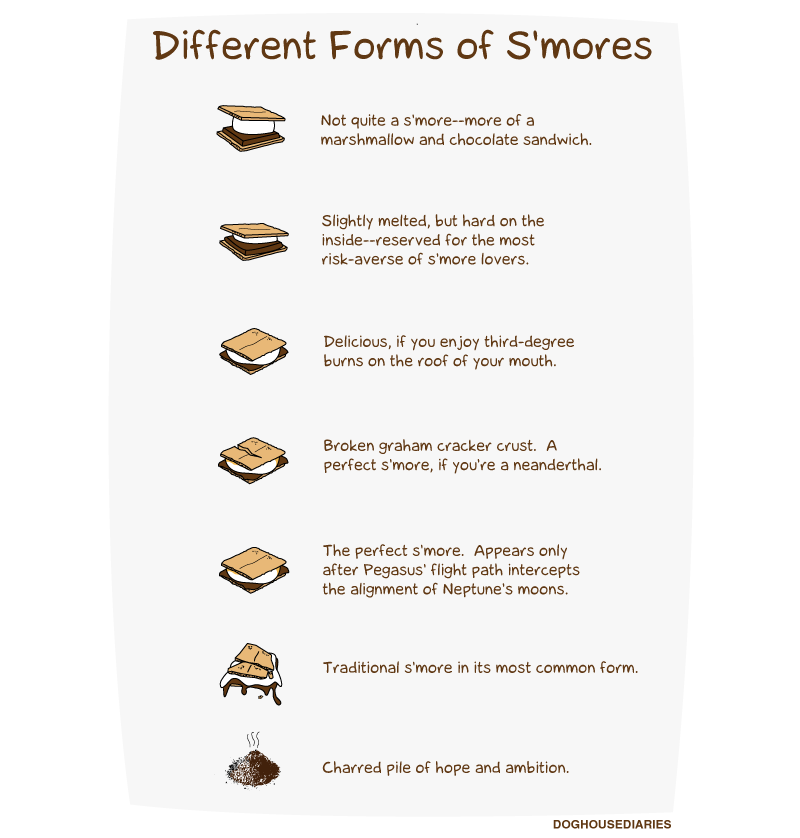 Different Forms of S'mores
Not quite a s'more--more of a
marshmallow and chocolate sandwich.
Slightly melted, but hard on the
inside--reserved for the most
risk-averse of s'more lovers.
Delicious, if you enjoy third-degree
burns on the roof of your mouth.
Broken graham cracker crust.  A
perfect s'more, if you're a neanderthal.
The perfect s'more.  Appears only
after Pegasus' flight path intercepts
the alignment of Neptune's moons.
Traditional s'more in its most common form.
Charred pile of hope and ambition.
DOGHOUSEDIARIES